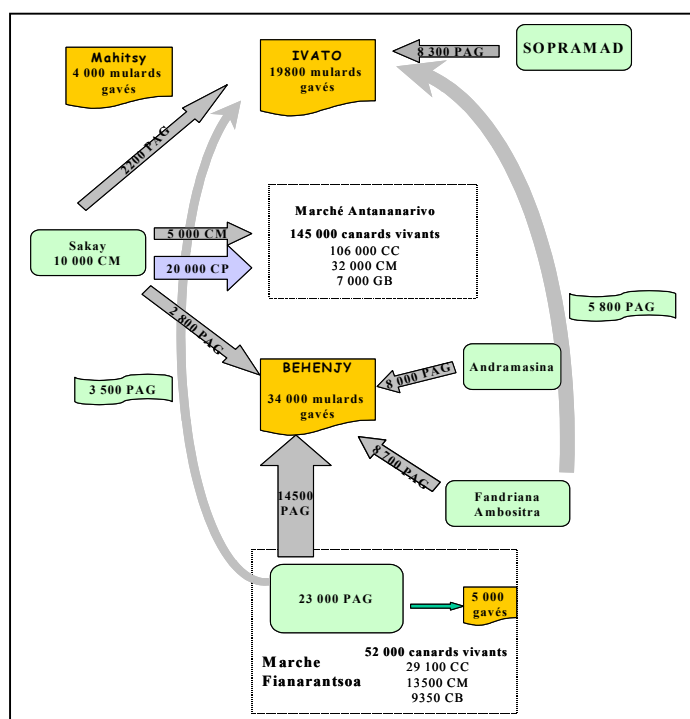 Mahitsy
4 000 mulards
gavés
IVATO
19800 mulards
gavés
8 300 PAG
SOPRAMAD
2200 PAG
Sakay
10 000 CM
5 000 CM
20 000 CP
Marché Antananarivo
145 000 canards vivants
106 000 CC
32 000 CM
7 000 GB
5 800 PAG
2 800 PAG
3 500 PAG
BEHENJY
34 000 mulards
gavés
8 000 PAG
Andramasina
8 700 PAG
Fandriana
Ambositra
14500
PAG
23 000 PAG
5 000
gavés
52 000 canards vivants
29 100 CC
13500 CM
9350 CB
Marche
Fianarantsoa